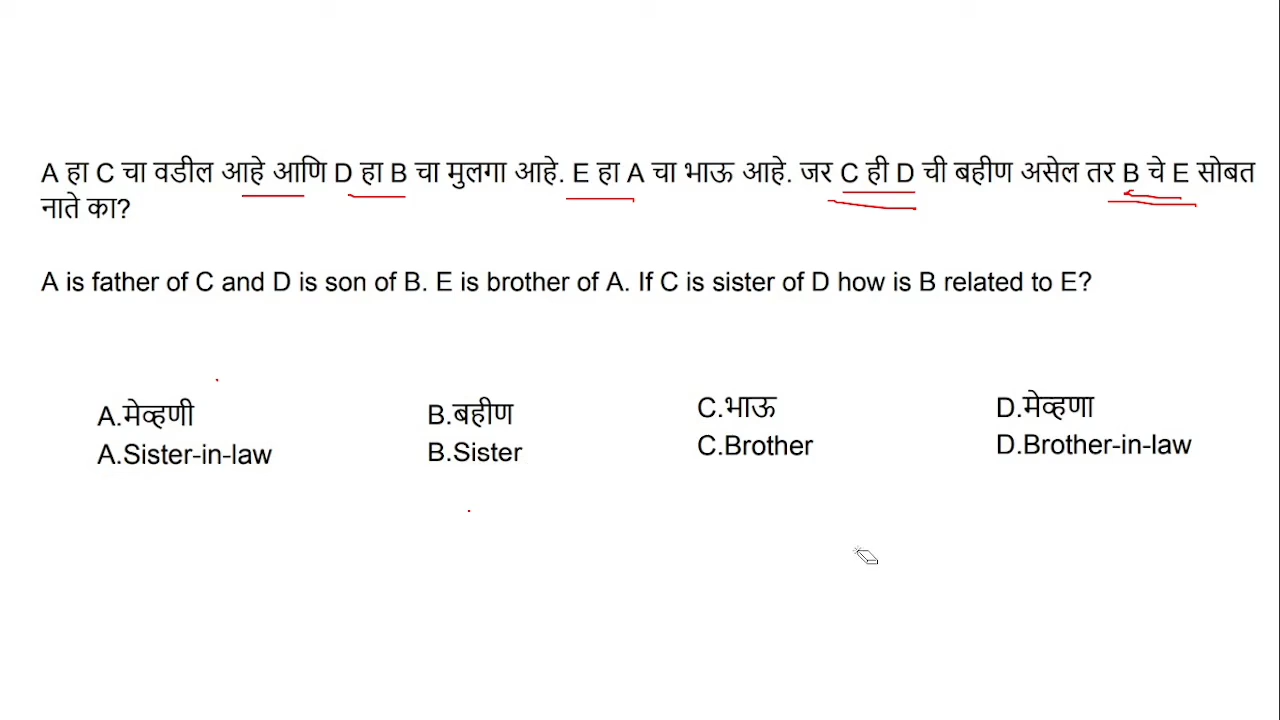 A हा C चा वडील आहे आणि D हा B चा मुलगा आहे. E हा A चा भाऊ आहे. जर C ही D ची बहीण असेल तर B चे E सोबत
नाते का?
A is father of C and D is son of B. E is brother of A. If C is sister of D how is B related to E?
A.मेव्हणी
A.Sister-in-law
B.बहीण
B.Sister
C.भाऊ
C.Brother
D.मेव्हणा
D.Brother-in-law